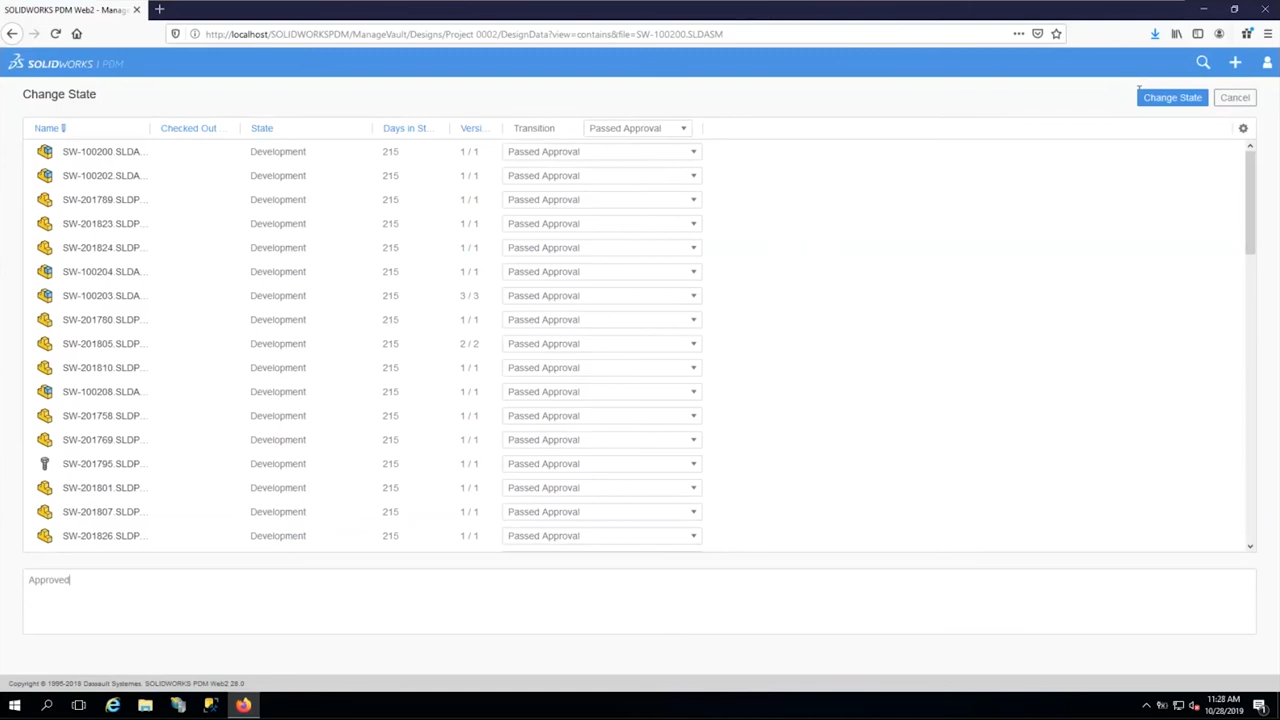 SOLIDWORKS PDM Web2 - Manag
http://localhost/SOLIDWORKSPDM/ManageVault/Designs/Project 0002/DesignData?view=contains&file=SW-100200.SLDASM
SOLIDWORKS | PDM
Change State
Change State Cancel
Name Checked Out ... State Days in St... Versi... Transition Passed Approval
SW-100200.SLDA... Development 215 1 / 1 Passed Approval
SW-100202.SLDA... Development 215 1 / 1 Passed Approval
SW-201789.SLDP... Development 215 1 / 1 Passed Approval
SW-201823.SLDP... Development 215 1 / 1 Passed Approval
SW-201824.SLDP... Development 215 1 / 1 Passed Approval
SW-100204.SLDA... Development 215 1 / 1 Passed Approval
SW-100203.SLDA... Development 215 3 / 3 Passed Approval
SW-201780.SLDP... Development 215 1 / 1 Passed Approval
SW-201805.SLDP... Development 215 2 / 2 Passed Approval
SW-201810.SLDP... Development 215 1 / 1 Passed Approval
SW-100208.SLDA... Development 215 1 / 1 Passed Approval
SW-201758.SLDP... Development 215 1 / 1 Passed Approval
SW-201769.SLDP... Development 215 1 / 1 Passed Approval
SW-201795.SLDP... Development 215 1 / 1 Passed Approval
SW-201801.SLDP... Development 215 1 / 1 Passed Approval
SW-201807.SLDP... Development 215 1 / 1 Passed Approval
SW-201826.SLDP... Development 215 1 / 1 Passed Approval
Approved
Copyright © 1995-2018 Dassault Systemes. SOLIDWORKS PDM Web2 28.0
11:28 AM
10/28/2019